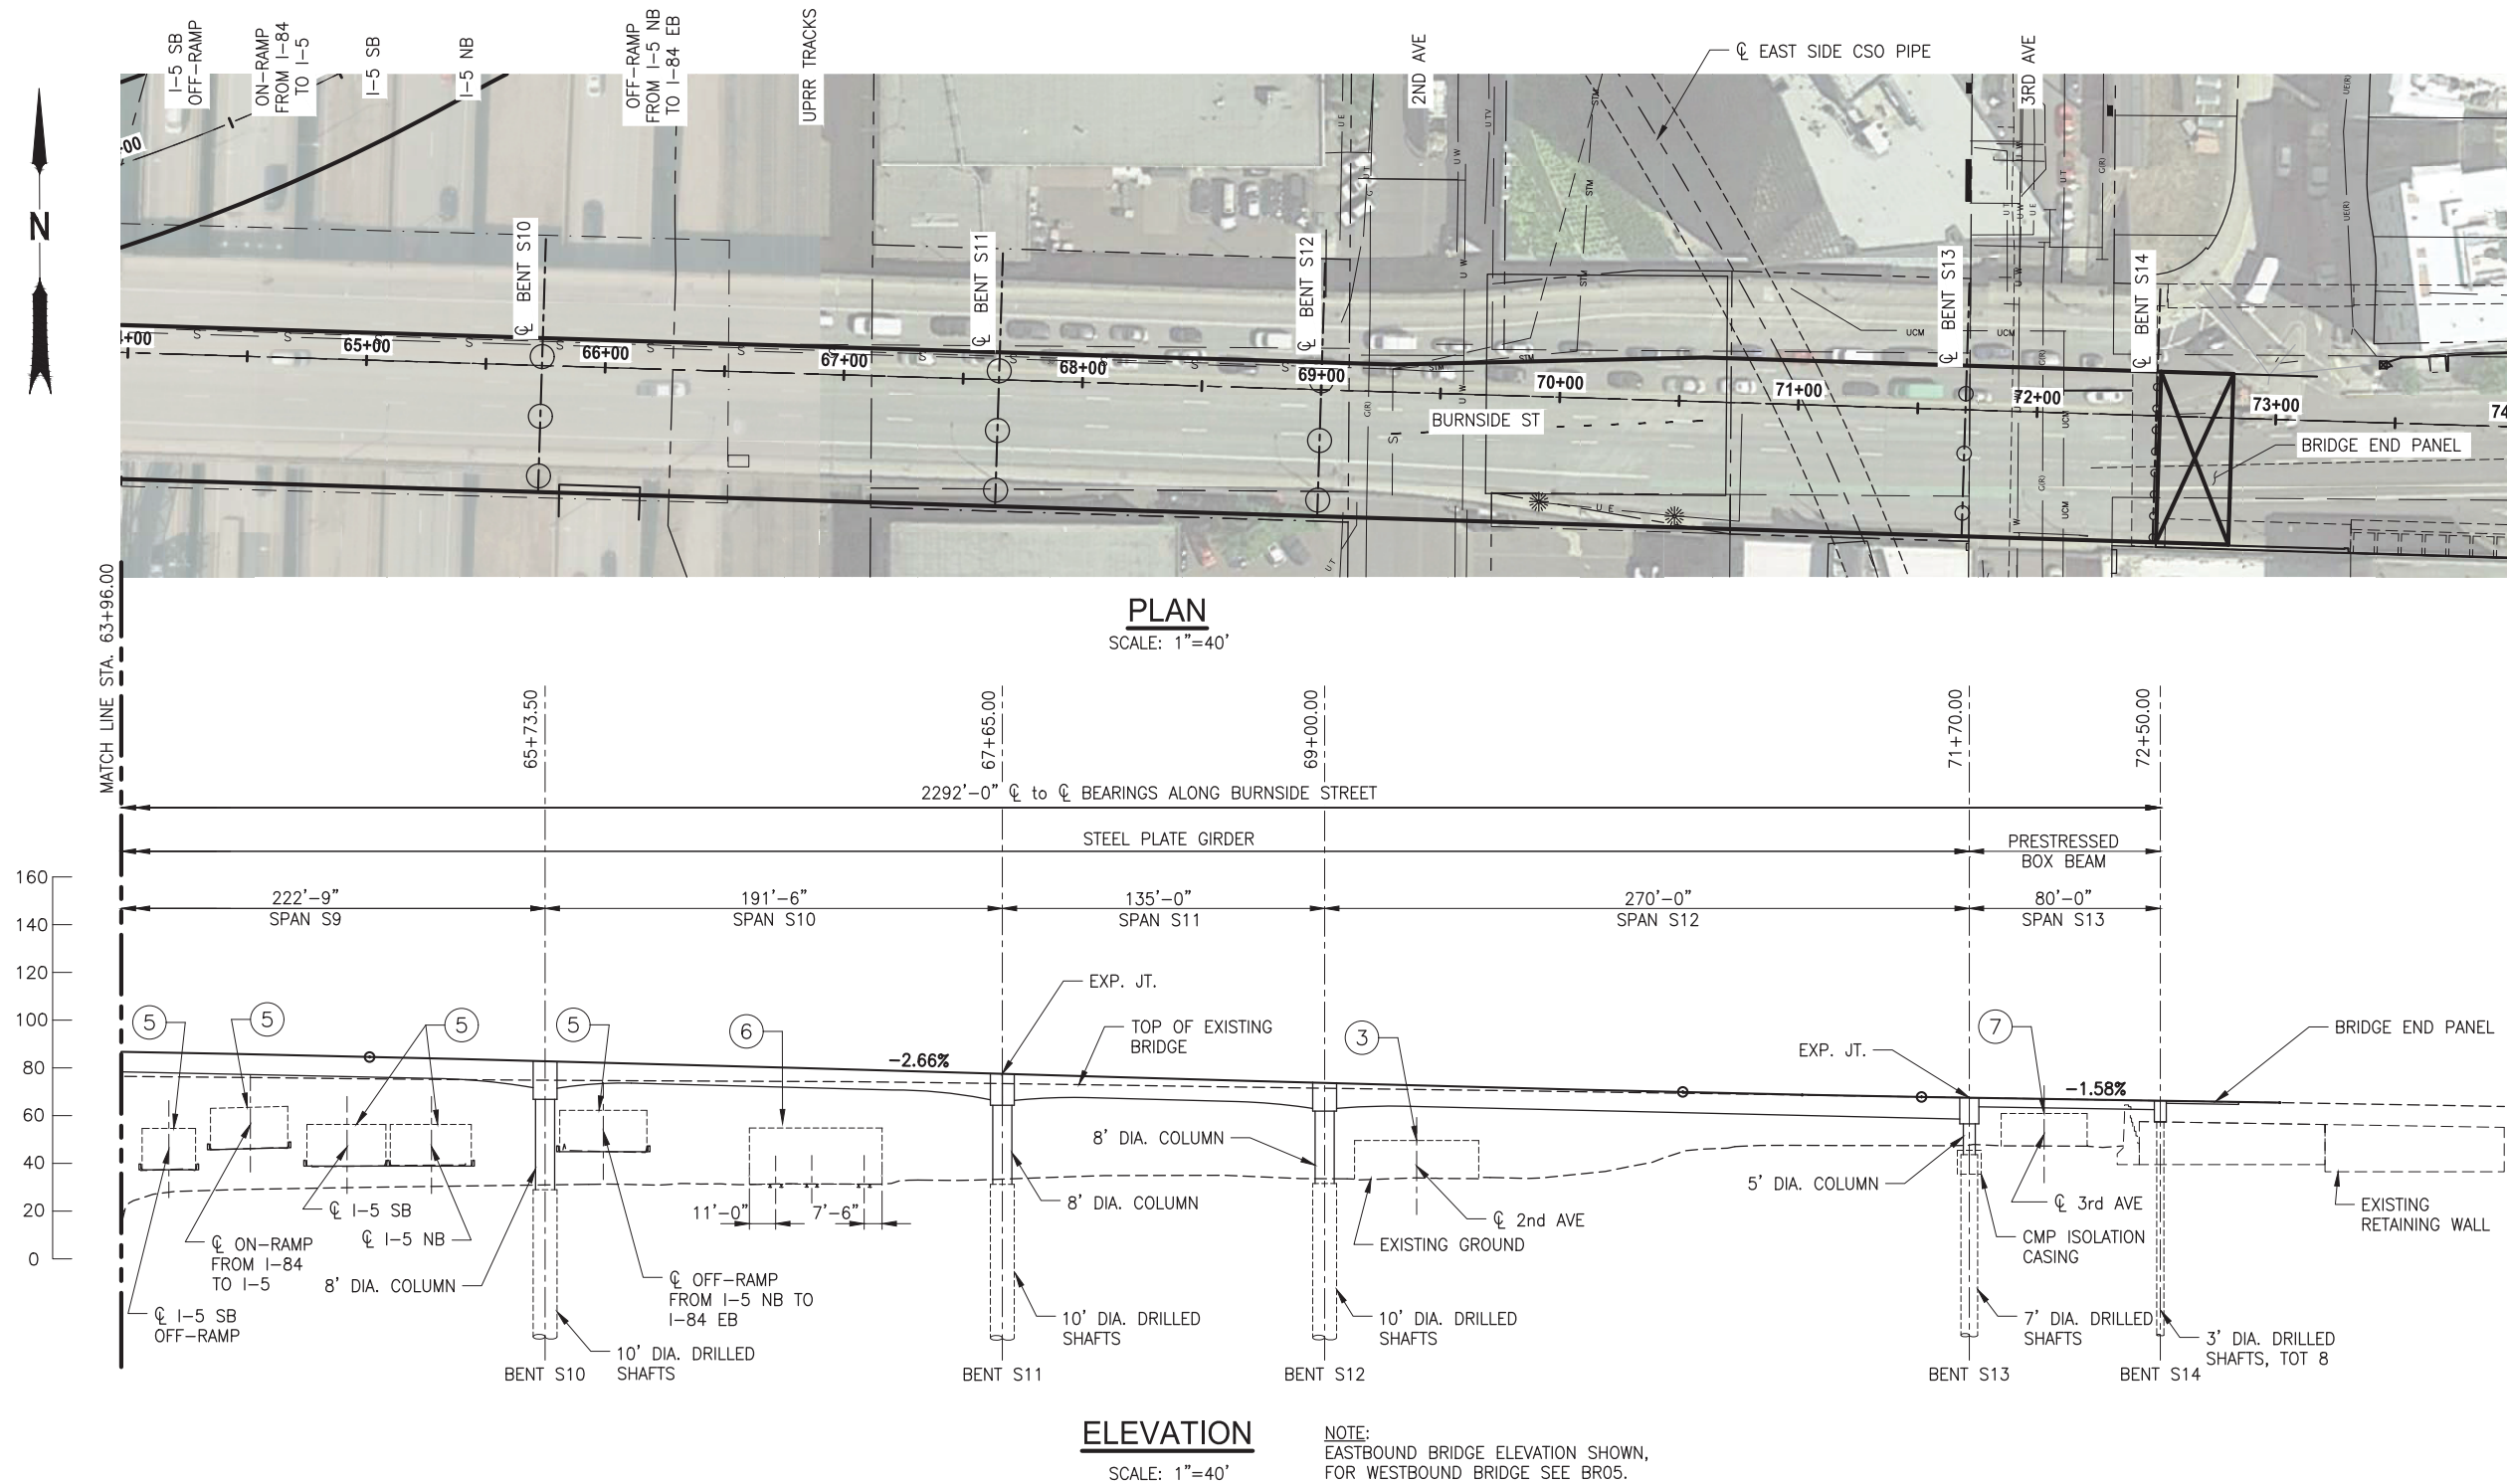 I-5 SB
OFF-RAMP
ON-RAMP
FROM I-84
TO I-5
I-5 SB
I-5 NB
OFF-RAMP
FROM I-5 NB
TO I-84 EB
UPRR TRACKS
2ND AVE
℄ EAST SIDE CSO PIPE
3RD AVE
N
℄ BENT S10
℄ BENT S11
℄ BENT S12
℄ BENT S13
℄ BENT S14
65+00
66+00
67+00
68+00
69+00
70+00
71+00
72+00
73+00
BURNSIDE ST
BRIDGE END PANEL
UCM
UCM
STM
STM
STM
U W
U W
U TV
U E
U T
G(R)
UE(R)
UE(R)
PLAN
SCALE: 1"=40'
MATCH LINE STA. 63+96.00
65+73.50
67+65.00
69+00.00
71+70.00
72+50.00
2292'-0" ℄ to ℄ BEARINGS ALONG BURNSIDE STREET
STEEL PLATE GIRDER
PRESTRESSED
BOX BEAM
222'-9"
SPAN S9
191'-6"
SPAN S10
135'-0"
SPAN S11
270'-0"
SPAN S12
80'-0"
SPAN S13
160
140
120
100
80
60
40
20
0
5
5
5
5
6
3
7
EXP. JT.
TOP OF EXISTING
BRIDGE
-2.66%
EXP. JT.
-1.58%
BRIDGE END PANEL
8' DIA. COLUMN
8' DIA. COLUMN
5' DIA. COLUMN
11'-0"
7'-6"
℄ I-5 SB
℄ I-5 NB
℄ ON-RAMP
FROM I-84
TO I-5
8' DIA. COLUMN
℄ I-5 SB
OFF-RAMP
℄ OFF-RAMP
FROM I-5 NB TO
I-84 EB
℄ 2nd AVE
EXISTING GROUND
℄ 3rd AVE
CMP ISOLATION
CASING
EXISTING
RETAINING WALL
10' DIA. DRILLED
SHAFTS
10' DIA. DRILLED
SHAFTS
10' DIA. DRILLED
SHAFTS
7' DIA. DRILLED
SHAFTS
3' DIA. DRILLED
SHAFTS, TOT 8
BENT S10
BENT S11
BENT S12
BENT S13
BENT S14
ELEVATION
SCALE: 1"=40'
NOTE:
EASTBOUND BRIDGE ELEVATION SHOWN,
FOR WESTBOUND BRIDGE SEE BR05.